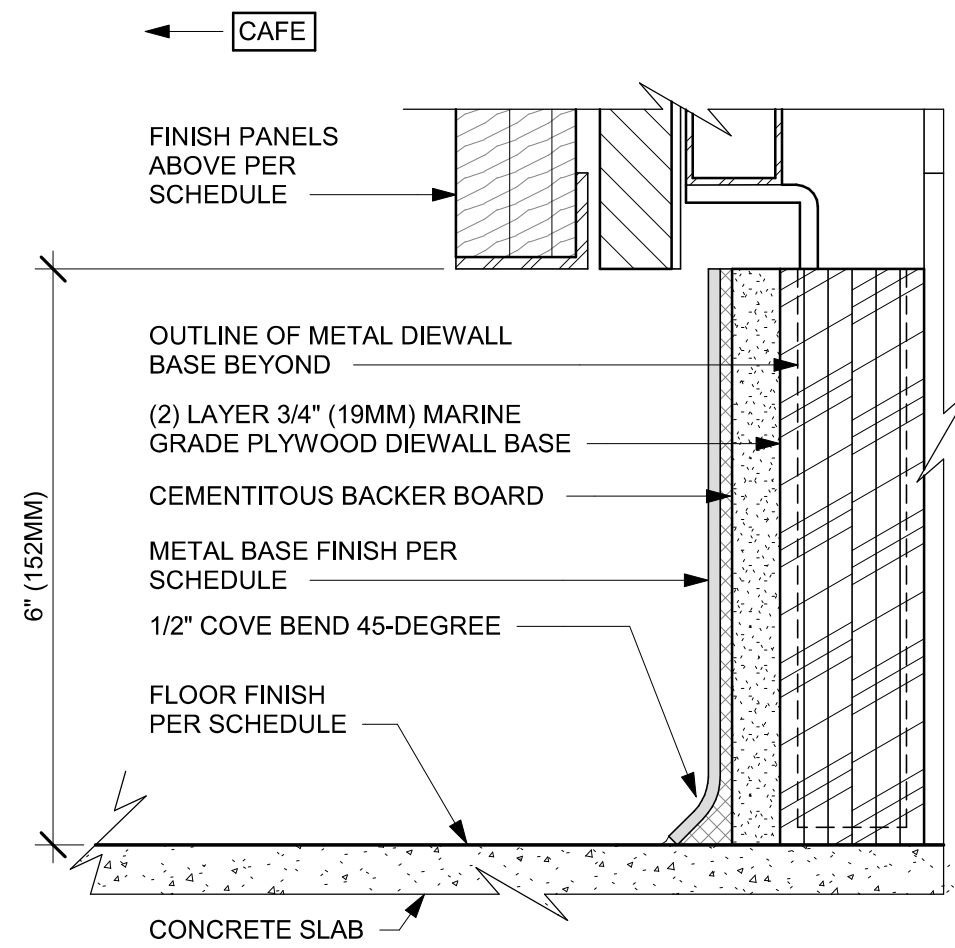 CAFE
FINISH PANELS
ABOVE PER
SCHEDULE
OUTLINE OF METAL DIEWALL
BASE BEYOND
(2) LAYER 3/4" (19MM) MARINE
GRADE PLYWOOD DIEWALL BASE
CEMENTITOUS BACKER BOARD
METAL BASE FINISH PER
SCHEDULE
1/2" COVE BEND 45-DEGREE
FLOOR FINISH
PER SCHEDULE
6" (152MM)
CONCRETE SLAB